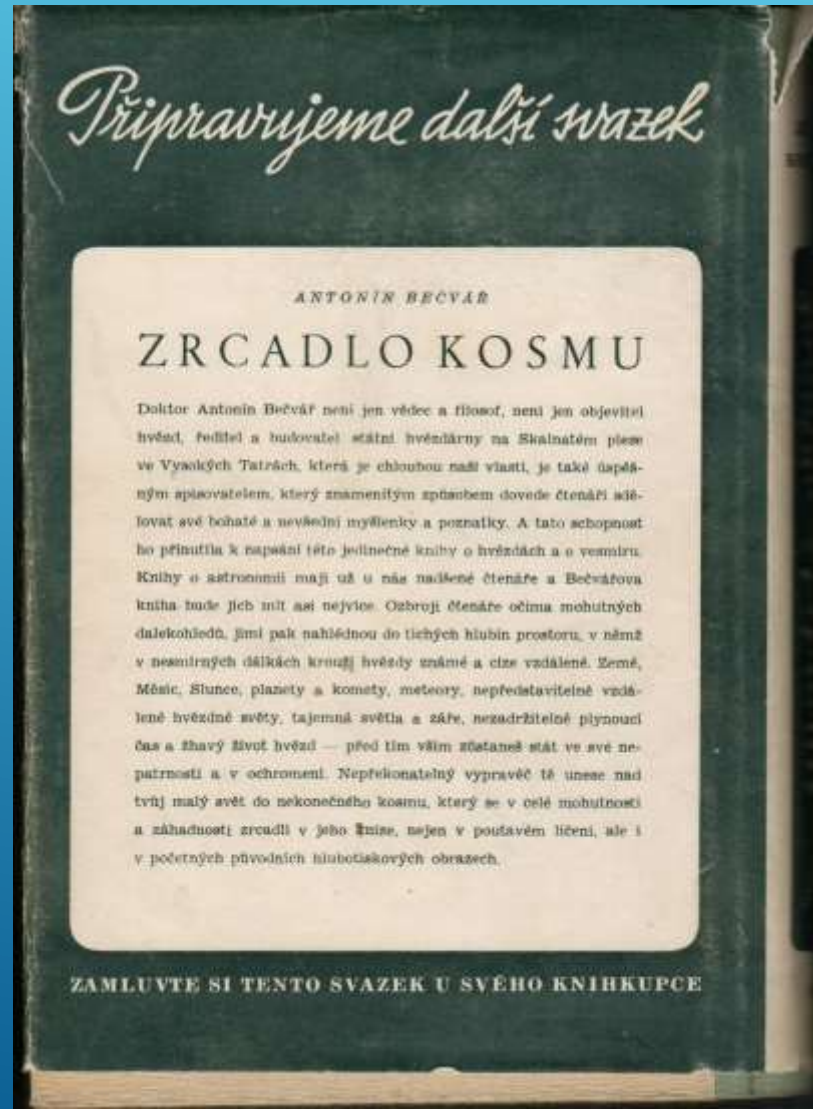 Připravujeme další svazek
ANTONÍN BEČVÁŘ
ZRCADLO KOSMU
Doktor Antonín Bečvář není jen vědec a filosof, není jen objevitel
hvězd, ředitel a budovatel státní hvězdárny na Skalnatém plese
ve Vysokých Tatrách, která je chloubou naší vlasti, je také úspěš-
ným spisovatelem, který znamenitým způsobem dovede čtenáři sdě-
lovat své bohaté a nevšední myšlenky a poznatky. A tato schopnost
ho přinutila k napsání této jedinečné knihy o hvězdách a o vesmíru.
Knihy o astronomii mají už u nás nadšené čtenáře a Bečvářova
kniha bude jich mít asi nejvíce. Ozbrojí čtenáře očima mohutných
dalekohledů, jimi pak nahlédnou do tichých hlubin prostoru, v němž
v nesmírných dálkách krouží hvězdy známé a cize vzdálené. Země,
Měsíc, Slunce, planety a komety, meteory, nepředstavitelně vzdá-
lené hvězdné světy, tajemná světla a záře, nezadržitelně plynoucí
čas a žhavý život hvězd — před tím vším zůstaneš stát ve své ne-
patrnosti a v ochromení. Nepřekonatelný vypravěč tě unese nad
tvůj malý svět do nekonečného kosmu, který se v celé mohutnosti
a záhadnosti zrcadlí v jeho knize, nejen v poutavém líčení, ale i
v početných původních hlubotiskových obrazech.
ZAMLUVTE SI TENTO SVAZEK U SVÉHO KNIHKUPCE